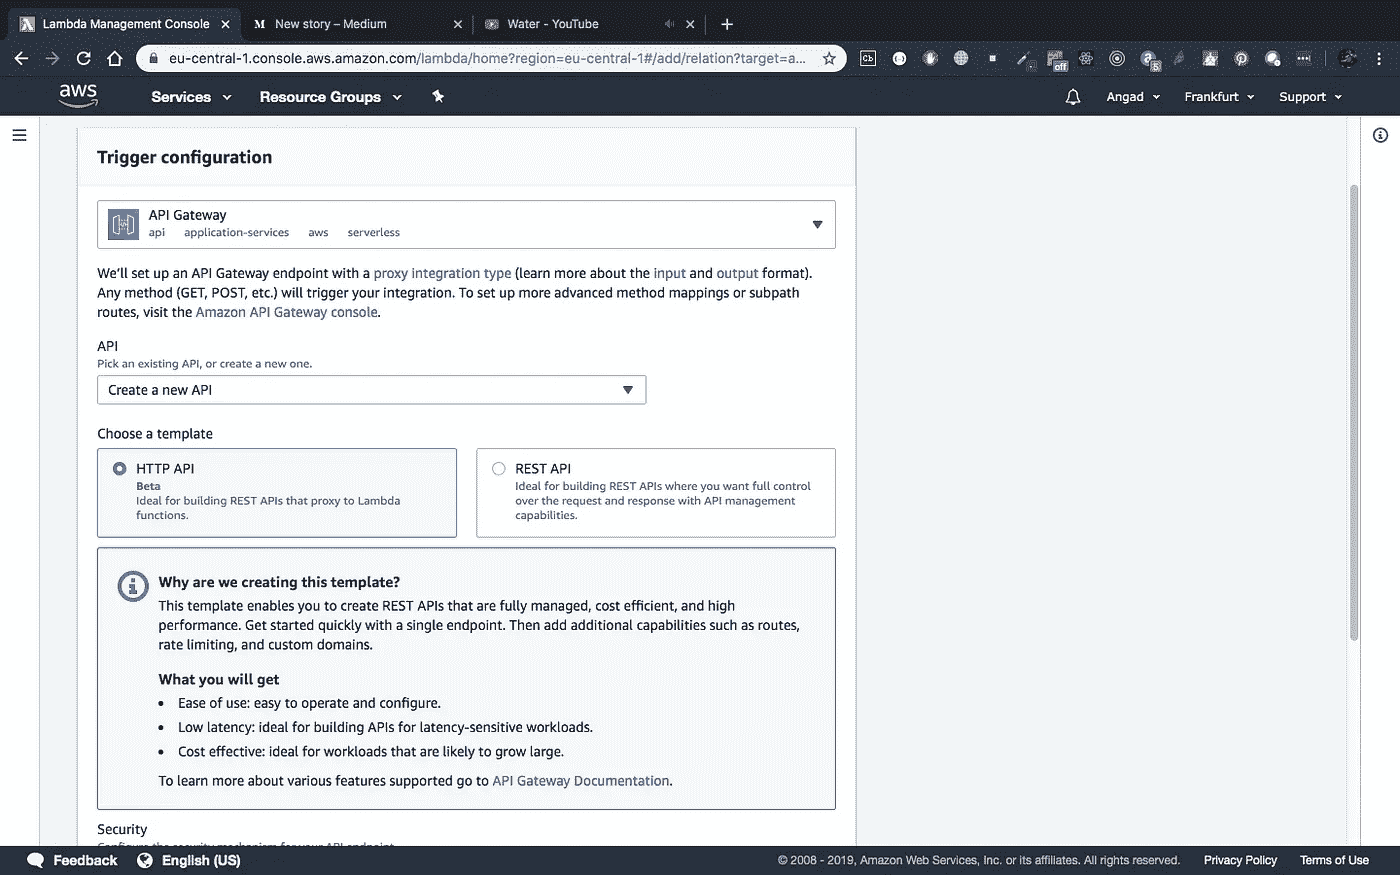 Lambda Management Console
New story – Medium
Water - YouTube
eu-central-1.console.aws.amazon.com/lambda/home?region=eu-central-1#/add/relation?target=a...
Cb
off
5
aws
Services
Resource Groups
Angad
Frankfurt
Support
Trigger configuration
API Gateway
api application-services aws serverless
We'll set up an API Gateway endpoint with a proxy integration type (learn more about the input and output format).
Any method (GET, POST, etc.) will trigger your integration. To set up more advanced method mappings or subpath
routes, visit the Amazon API Gateway console.
API
Pick an existing API, or create a new one.
Create a new API
Choose a template
HTTP API
Beta
Ideal for building REST APIs that proxy to Lambda
functions.
REST API
Ideal for building REST APIs where you want full control
over the request and response with API management
capabilities.
Why are we creating this template?
This template enables you to create REST APIs that are fully managed, cost efficient, and high
performance. Get started quickly with a single endpoint. Then add additional capabilities such as routes,
rate limiting, and custom domains.
What you will get
• Ease of use: easy to operate and configure.
• Low latency: ideal for building APIs for latency-sensitive workloads.
• Cost effective: ideal for workloads that are likely to grow large.
To learn more about various features supported go to API Gateway Documentation.
Security
Configure the security mechanism for your API endpoint.
Feedback
English (US)
© 2008 - 2019, Amazon Web Services, Inc. or its affiliates. All rights reserved.
Privacy Policy
Terms of Use